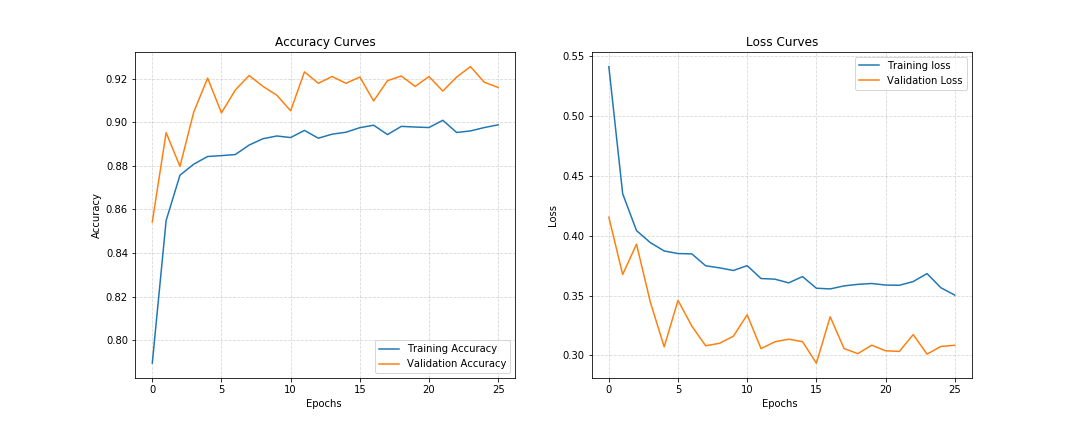 Accuracy Curves
Accuracy
0.92
0.90
0.88
0.86
0.84
0.82
0.80
0 5 10 15 20 25
Epochs
Training Accuracy
Validation Accuracy
Loss Curves
Loss
0.55
0.50
0.45
0.40
0.35
0.30
0 5 10 15 20 25
Epochs
Training loss
Validation Loss